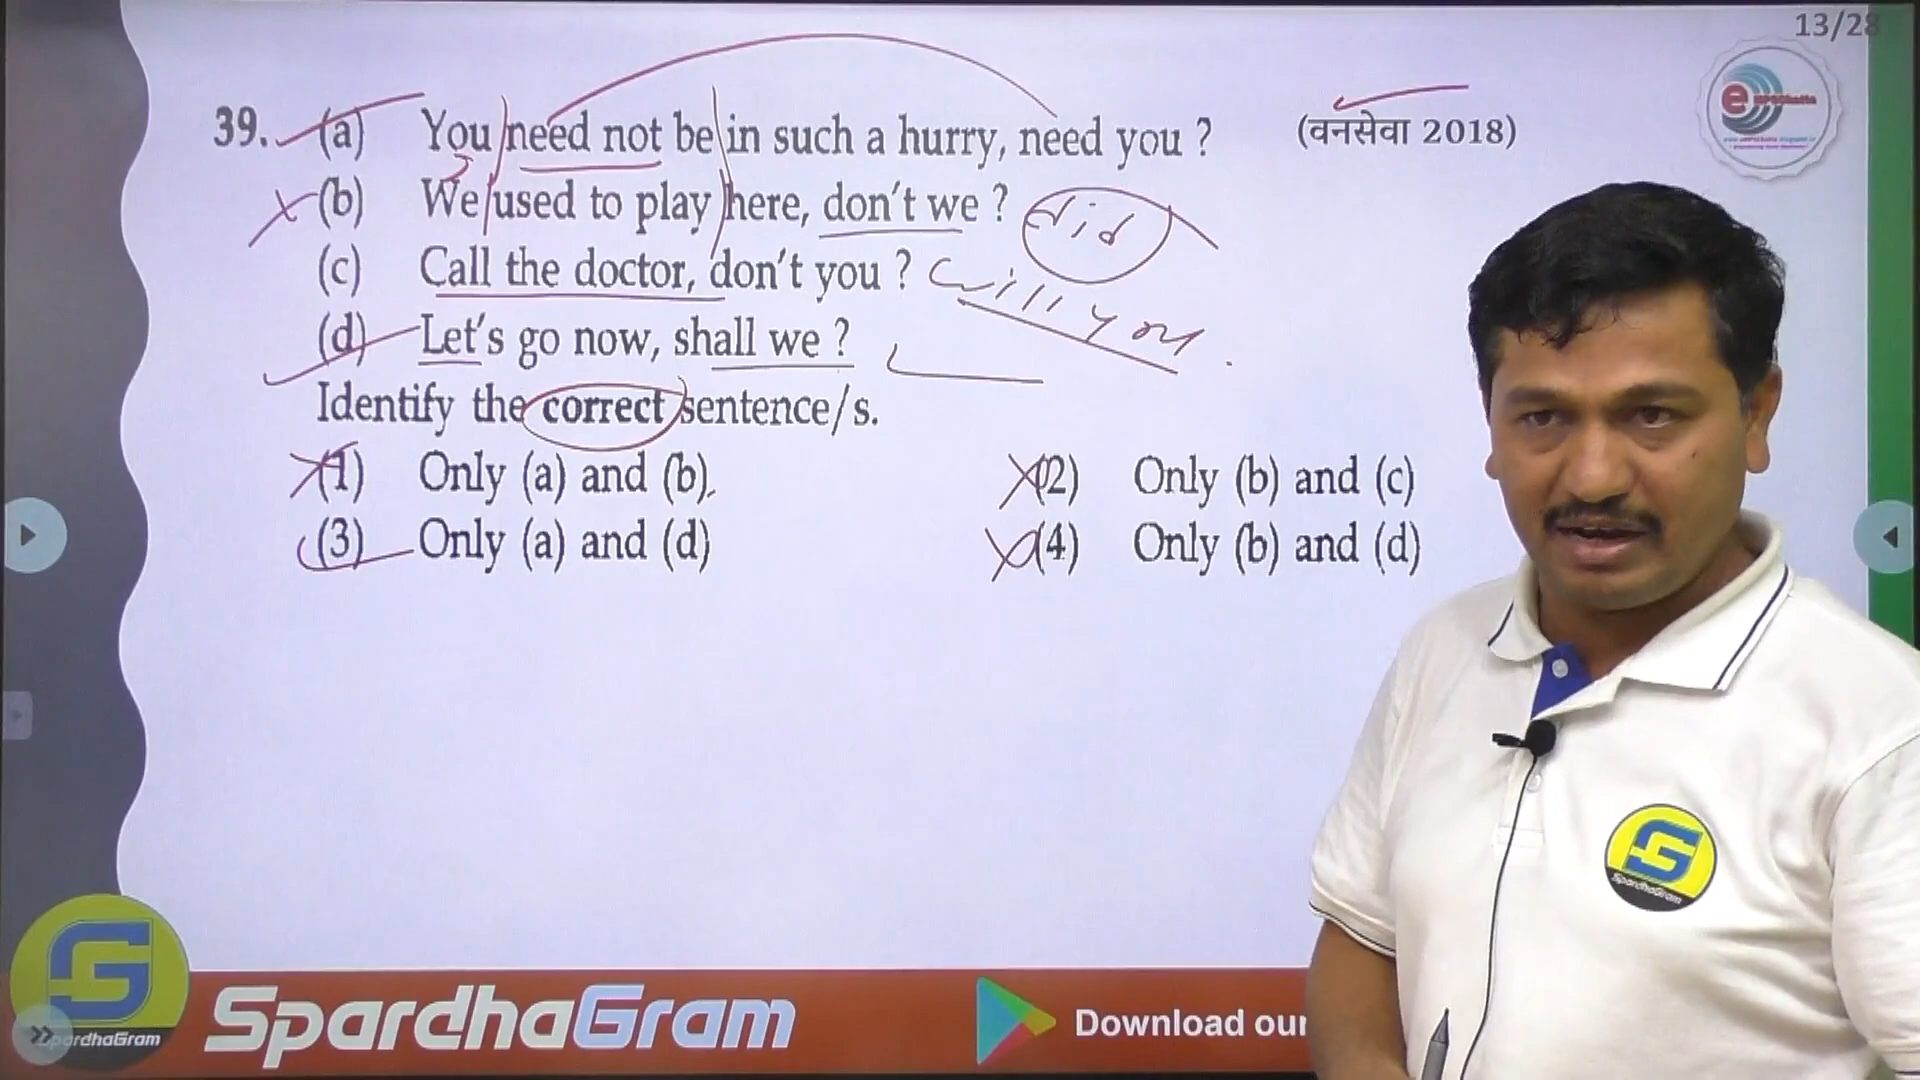 13/28
39. (a) You need not be in such a hurry, need you ? (वनसेवा 2018)
(b) We used to play here, don't we ? did
(c) Call the doctor, don't you ? will you
(d) Let's go now, shall we ?
Identify the correct sentence/s.
(1) Only (a) and (b).
(2) Only (b) and (c)
(3) Only (a) and (d)
(4) Only (b) and (d)
SpardhaGram
SpardhaGram
SpardhaGram
Download our